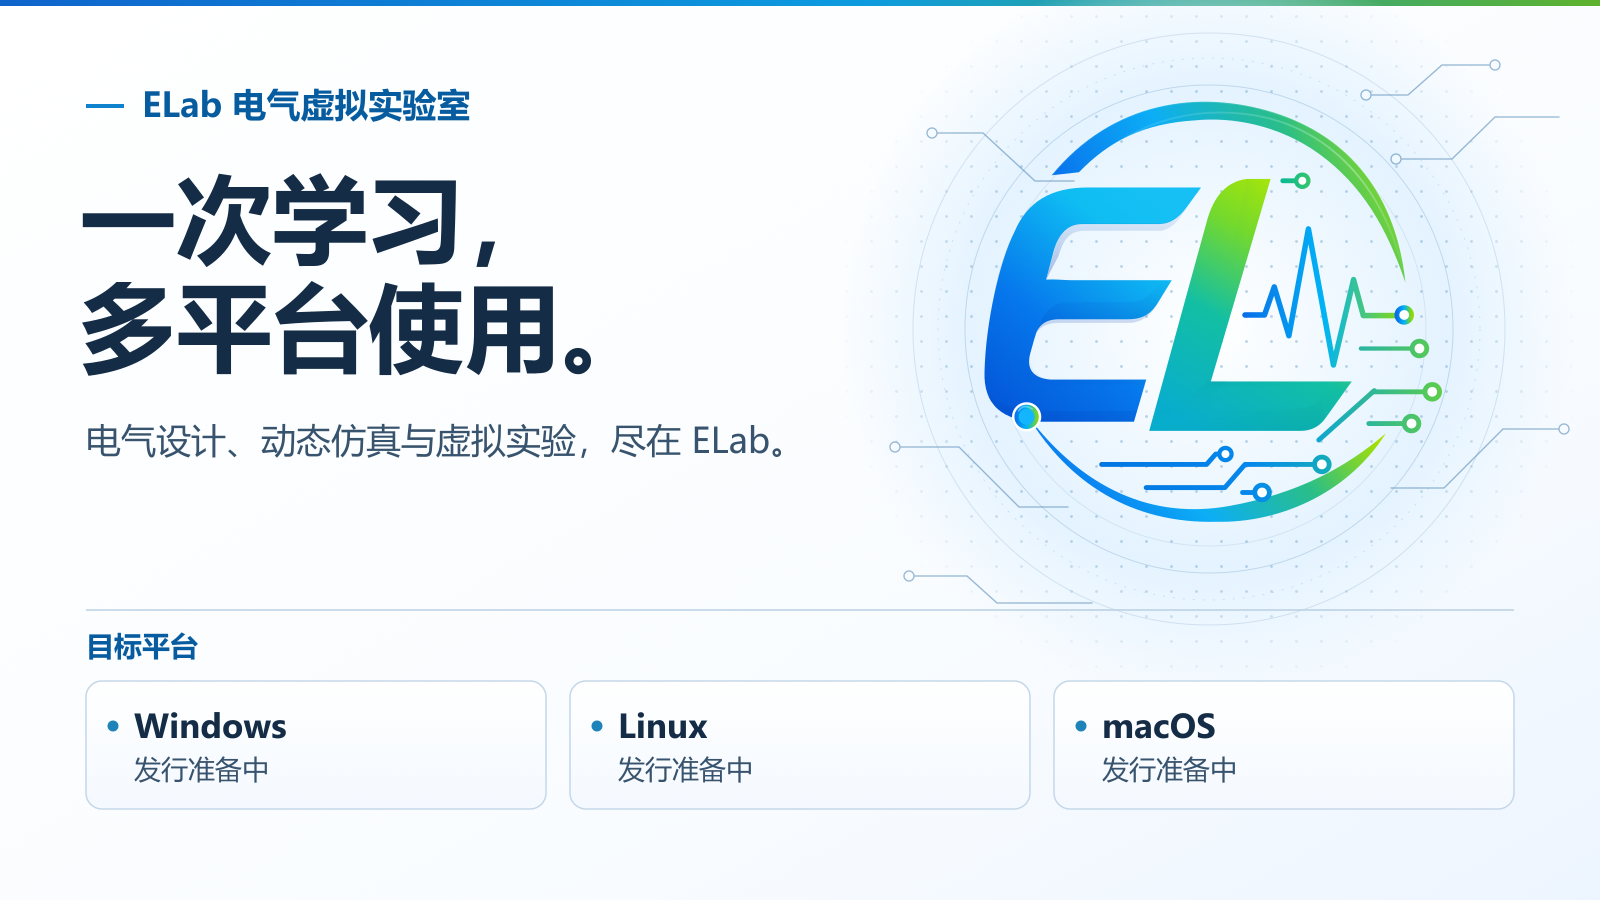 ELab 电气虚拟实验室
一次学习，
多平台使用。
电气设计、动态仿真与虚拟实验，尽在 ELab。
EL
目标平台
Windows
发行准备中
Linux
发行准备中
macOS
发行准备中